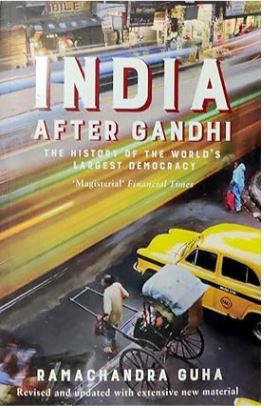 INDIA
AFTER GANDHI
THE HISTORY OF THE WORLD'S
LARGEST DEMOCRACY
'Magisterial' Financial Times
RAMACHANDRA GUHA
Revised and updated with extensive new material